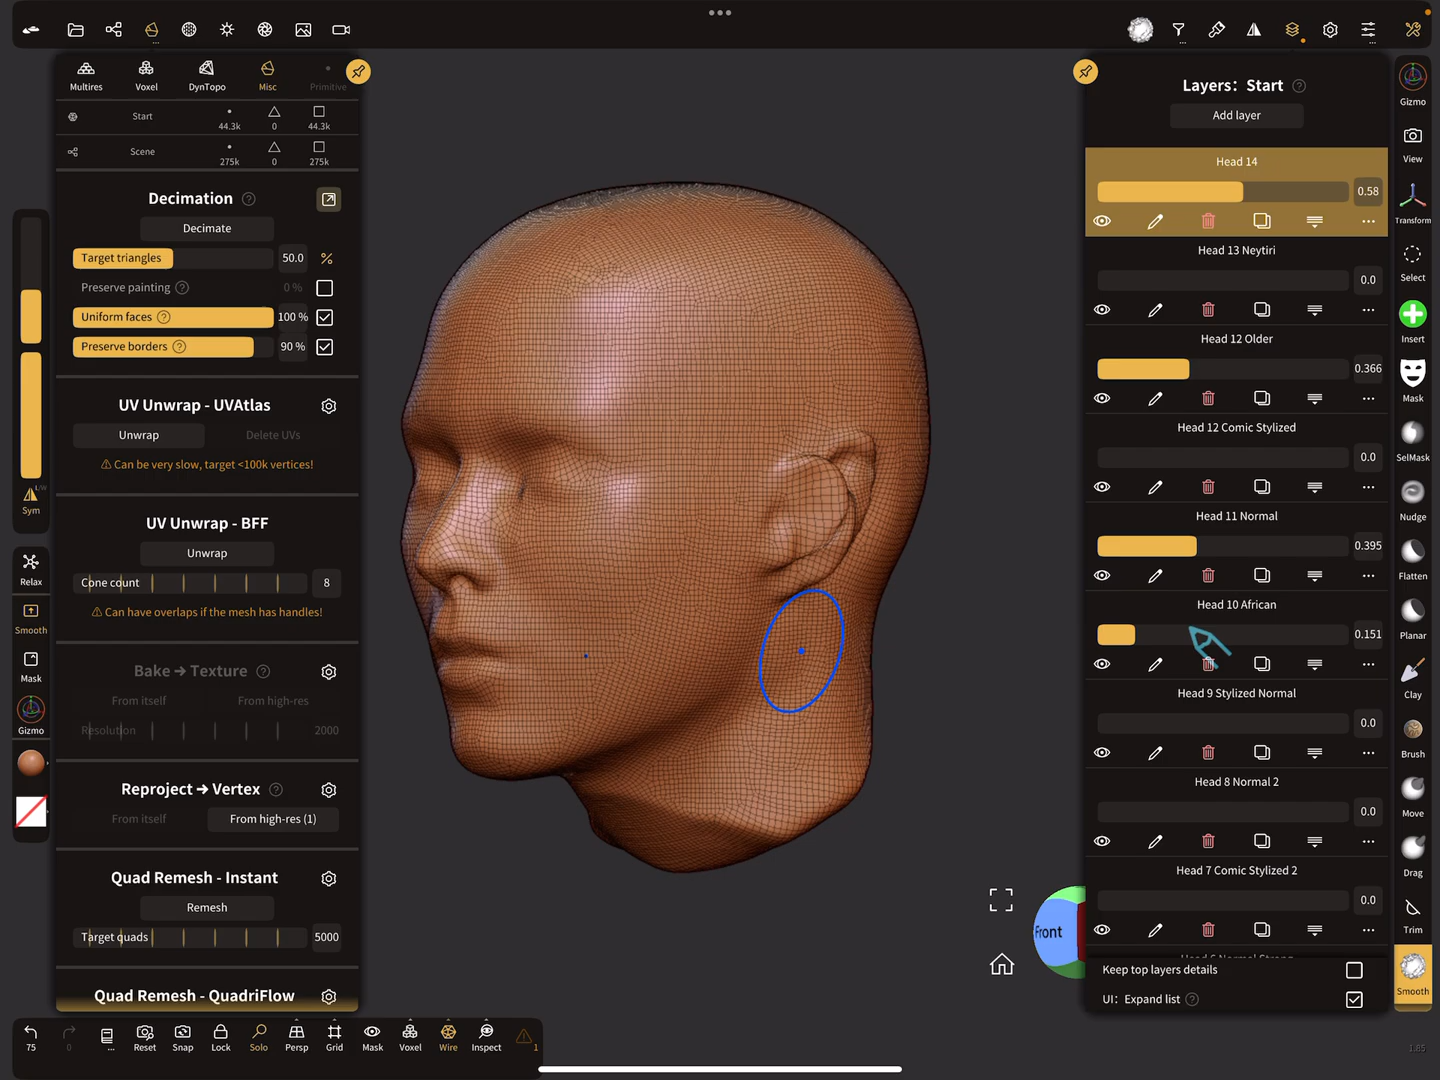 Multires
Voxel
DynTopo
Misc
Primitive
Start
44.3k
0
44.3k
Scene
275k
0
275k
Decimation
Decimate
Target triangles
50.0
%
Preserve painting
0 %
Uniform faces
100 %
Preserve borders
90 %
UV Unwrap - UVAtlas
Unwrap
Delete UVs
⚠ Can be very slow, target <100k vertices!
UV Unwrap - BFF
Unwrap
Cone count
8
⚠ Can have overlaps if the mesh has handles!
Bake → Texture
From itself
From high-res
Resolution
2000
Reproject → Vertex
From itself
From high-res (1)
Quad Remesh - Instant
Remesh
Target quads
5000
Quad Remesh - QuadriFlow
L/W
Sym
Relax
Smooth
Mask
Gizmo
75
0
...
Reset
Snap
Lock
Solo
Persp
Grid
Mask
Voxel
Wire
Inspect
1
Front
Layers: Start
Add layer
Head 14
0.58
Head 13 Neytiri
0.0
Head 12 Older
0.366
Head 12 Comic Stylized
0.0
Head 11 Normal
0.395
Head 10 African
0.151
Head 9 Stylized Normal
0.0
Head 8 Normal 2
0.0
Head 7 Comic Stylized 2
0.0
Head 6 Normal Strong
Keep top layers details
UI: Expand list
Gizmo
View
Transform
Select
Insert
Mask
SelMask
Nudge
Flatten
Planar
Clay
Brush
Move
Drag
Trim
Smooth
1.85